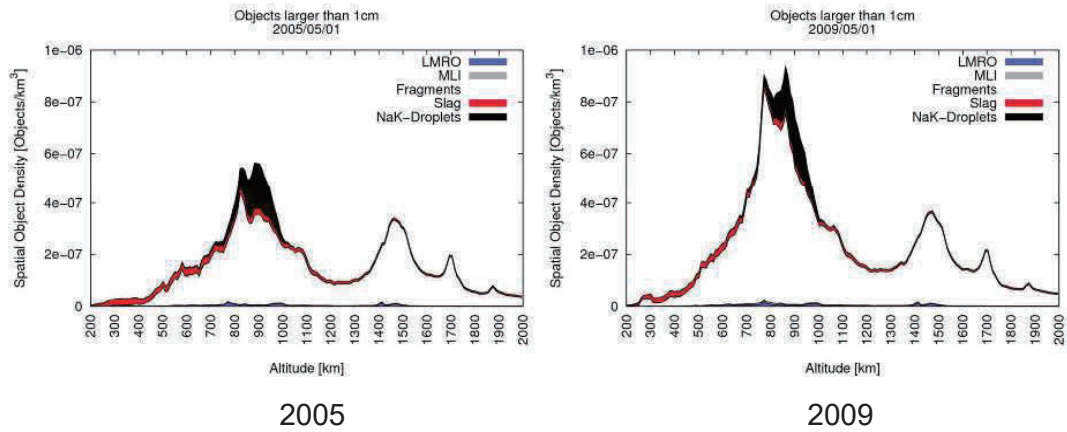 Objects larger than 1cm
2005/05/01
1e-06
8e-07
6e-07
4e-07
2e-07
0
Spatial Object Density [Objects/km³]
LMRO
MLI
Fragments
Slag
NaK-Droplets
200
300
400
500
600
700
800
900
1000
1100
1200
1300
1400
1500
1600
1700
1800
1900
2000
Altitude [km]
2005
Objects larger than 1cm
2009/05/01
1e-06
8e-07
6e-07
4e-07
2e-07
0
Spatial Object Density [Objects/km³]
LMRO
MLI
Fragments
Slag
NaK-Droplets
200
300
400
500
600
700
800
900
1000
1100
1200
1300
1400
1500
1600
1700
1800
1900
2000
Altitude [km]
2009